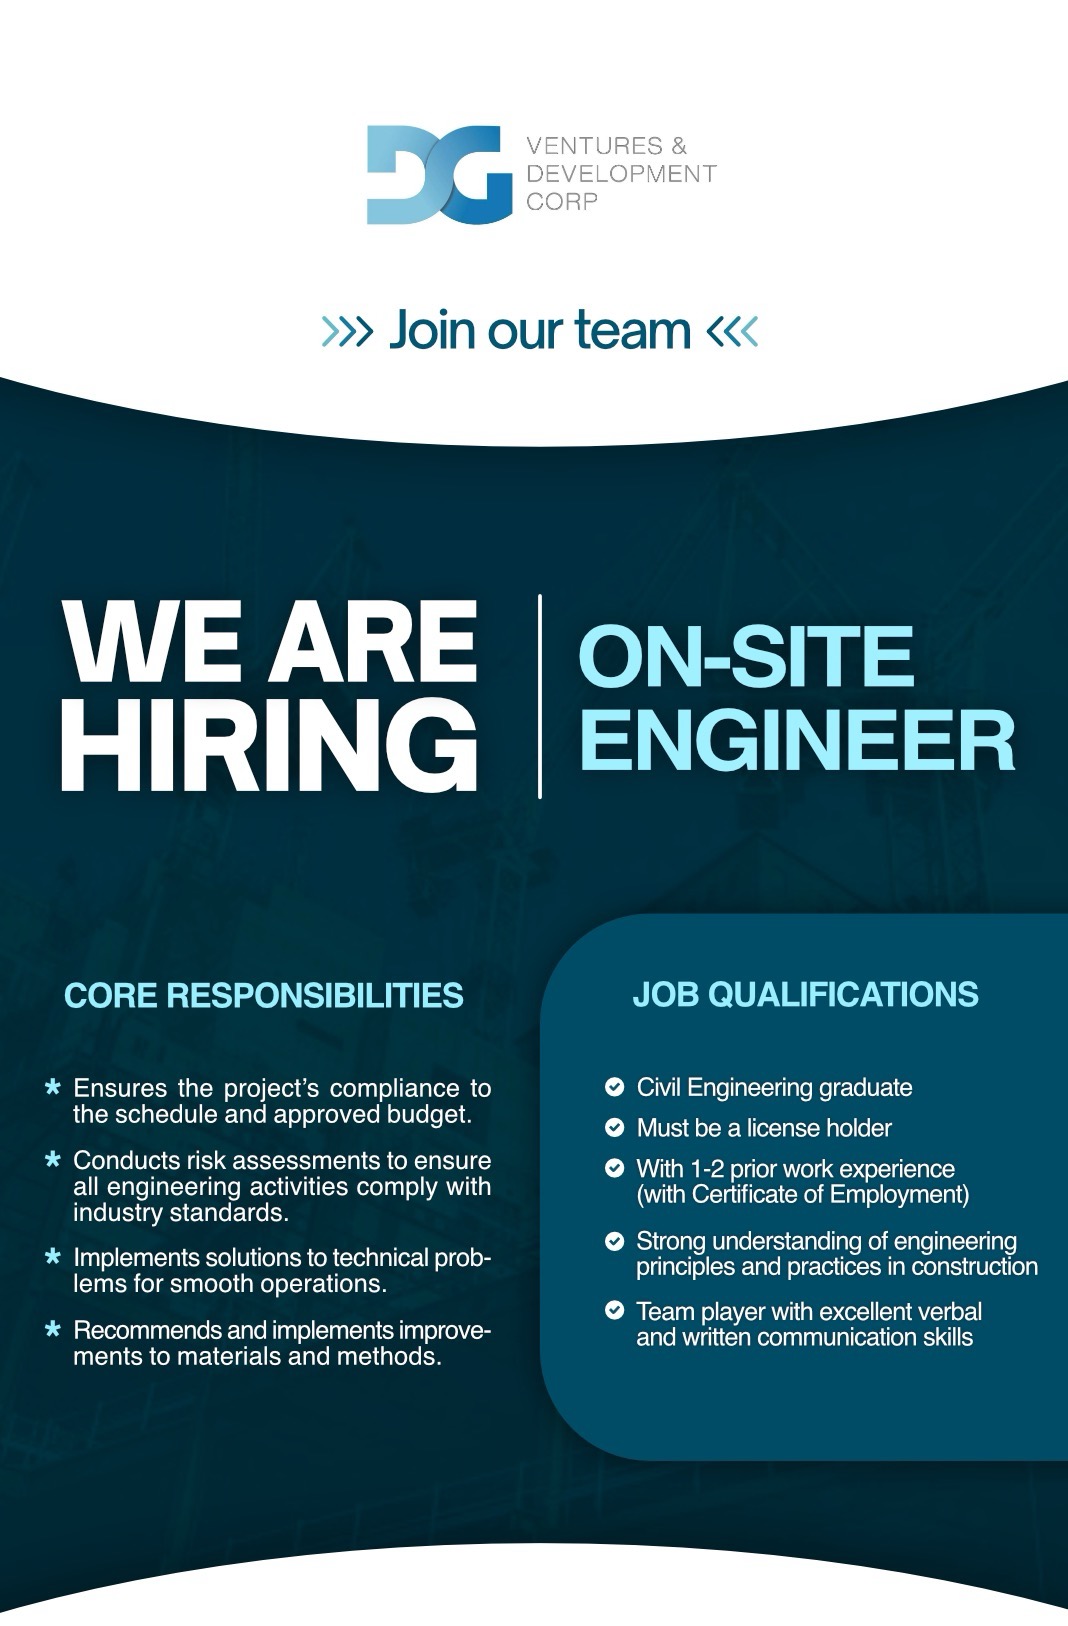 DG
VENTURES &
DEVELOPMENT
CORP
Join our team
WE ARE
HIRING
ON-SITE
ENGINEER
CORE RESPONSIBILITIES
* Ensures the project's compliance to
the schedule and approved budget.
* Conducts risk assessments to ensure
all engineering activities comply with
industry standards.
* Implements solutions to technical prob-
lems for smooth operations.
* Recommends and implements improve-
ments to materials and methods.
JOB QUALIFICATIONS
Civil Engineering graduate
Must be a license holder
With 1-2 prior work experience
(with Certificate of Employment)
Strong understanding of engineering
principles and practices in construction
Team player with excellent verbal
and written communication skills